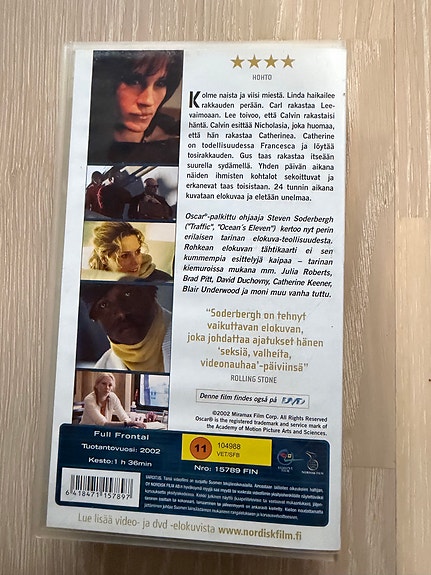 HOHTO
Kolme naista ja viisi miestä. Linda haikailee
rakkauden perään. Carl rakastaa Lee-
vaimoaan. Lee toivoo, että Calvin rakastaisi
häntä. Calvin esittää Nicholasia, joka huomaa,
että hän rakastaa Catherinea. Catherine
on todellisuudessa Francesca ja löytää
tosirakkauden. Gus taas rakastaa itseään
suurella sydämellä. Yhden päivän aikana
näiden ihmisten kohtalot sekoittuvat ja
erkanevat taas toisistaan. 24 tunnin aikana
kuvataan elokuvaa ja eletään unelmaa.
Oscar®-palkittu ohjaaja Steven Soderbergh
("Traffic", "Ocean's Eleven") kertoo nyt perin
erilaisen tarinan elokuva-teollisuudesta.
Rohkean elokuvan tähtikaarti ei sen
kummempia esittelyjä kaipaa – tarinan
kiemuroissa mukana mm. Julia Roberts,
Brad Pitt, David Duchovny, Catherine Keener,
Blair Underwood ja moni muu vanha tuttu.
"Soderbergh on tehnyt
vaikuttavan elokuvan,
joka johdattaa ajatukset hänen
'seksiä, valheita,
videonauhaa'-päiviinsä"
ROLLING STONE
Denne film findes også på DVD
©2002 Miramax Film Corp. All Rights Reserved
Oscar® is the registered trademark and service mark of
the Academy of Motion Picture Arts and Sciences.
Full Frontal
Tuotantovuosi: 2002
Kesto: 1 h 36min
11
104988
VET/SFB
Nro: 15789 FIN
6 418471 157897
Lue lisää video- ja dvd -elokuvista www.nordiskfilm.fi